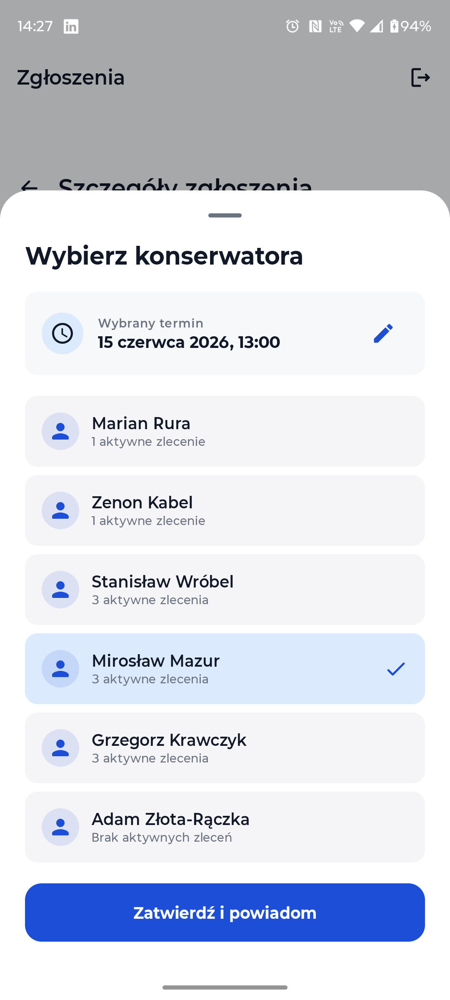 14:27
94%
Zgłoszenia
Szczegóły zgłoszenia
Wybierz konserwatora
Wybrany termin
15 czerwca 2026, 13:00
Marian Rura
1 aktywne zlecenie
Zenon Kabel
1 aktywne zlecenie
Stanisław Wróbel
3 aktywne zlecenia
Mirosław Mazur
3 aktywne zlecenia
Grzegorz Krawczyk
3 aktywne zlecenia
Adam Złota-Rączka
Brak aktywnych zleceń
Zatwierdź i powiadom